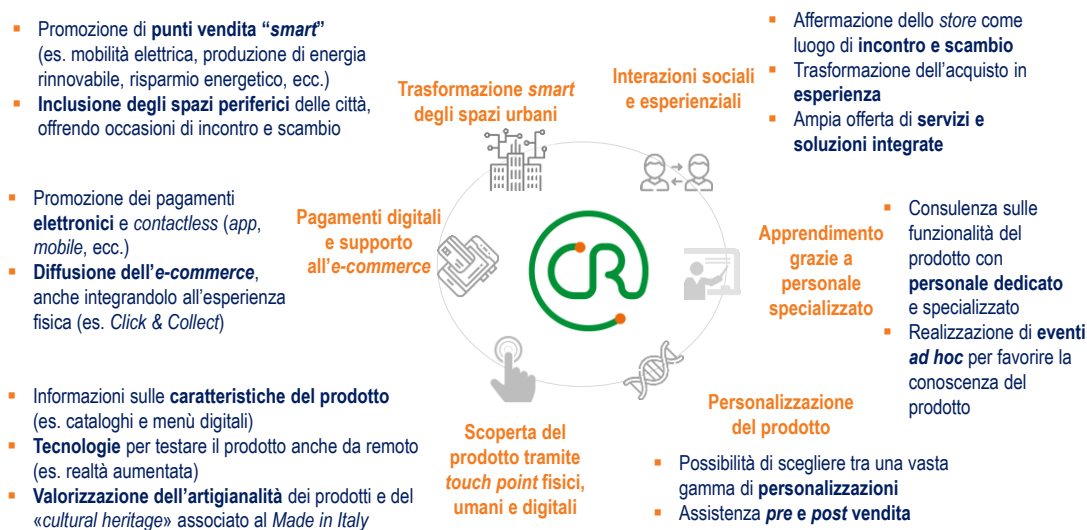 ▪ Promozione di punti vendita “smart”
(es. mobilità elettrica, produzione di energia
rinnovabile, risparmio energetico, ecc.)
▪ Inclusione degli spazi periferici delle città,
offrendo occasioni di incontro e scambio
Trasformazione smart
degli spazi urbani
Interazioni sociali
e esperienziali
▪ Affermazione dello store come
luogo di incontro e scambio
▪ Trasformazione dell’acquisto in
esperienza
▪ Ampia offerta di servizi e
soluzioni integrate
▪ Promozione dei pagamenti
elettronici e contactless (app,
mobile, ecc.)
▪ Diffusione dell’e-commerce,
anche integrandolo all’esperienza
fisica (es. Click & Collect)
Pagamenti digitali
e supporto
all’e-commerce
CR
Apprendimento
grazie a
personale
specializzato
▪ Consulenza sulle
funzionalità del
prodotto con
personale dedicato
e specializzato
▪ Realizzazione di eventi
ad hoc per favorire la
conoscenza del
prodotto
▪ Informazioni sulle caratteristiche del prodotto
(es. cataloghi e menù digitali)
▪ Tecnologie per testare il prodotto anche da remoto
(es. realtà aumentata)
▪ Valorizzazione dell’artigianalità dei prodotti e del
«cultural heritage» associato al Made in Italy
Scoperta del
prodotto tramite
touch point fisici,
umani e digitali
Personalizzazione
del prodotto
▪ Possibilità di scegliere tra una vasta
gamma di personalizzazioni
▪ Assistenza pre e post vendita